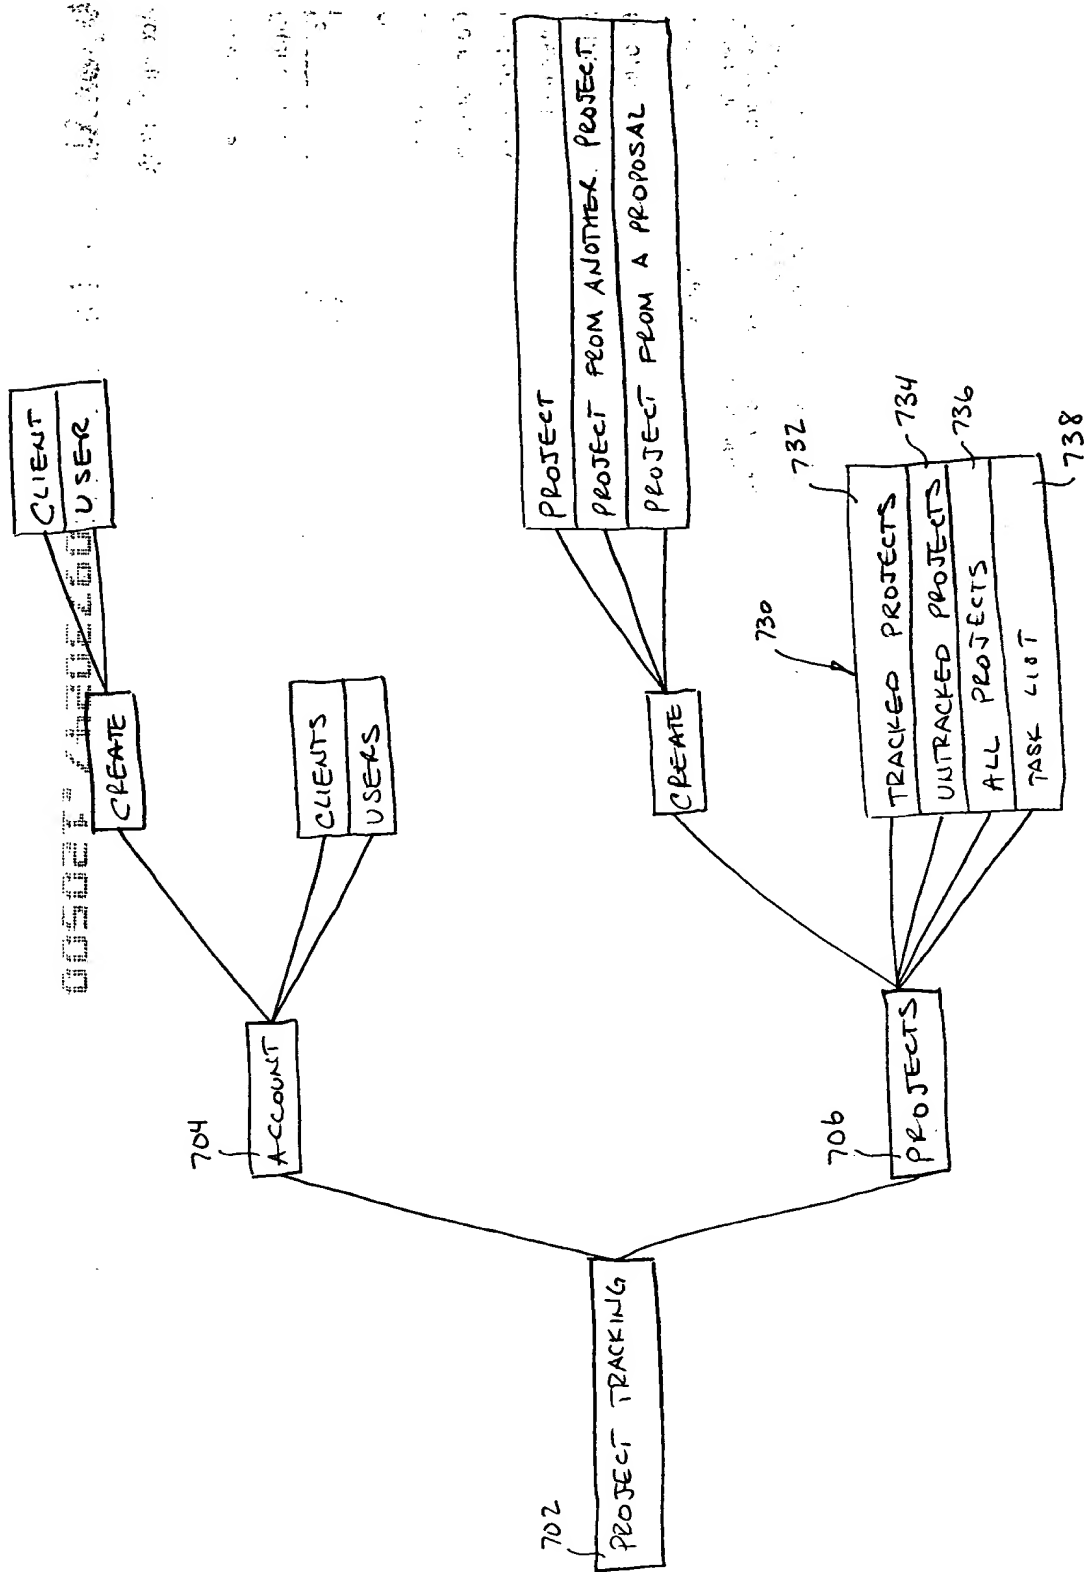 CLIENT
USER
CREATE
CLIENTS
USERS
704
ACCOUNT
PROJECT
PROJECT FROM ANOTHER PROJECT
PROJECT FROM A PROPOSAL
CREATE
702
PROJECT TRACKING
706
PROJECTS
730
732
TRACKED PROJECTS
734
UNTRACKED PROJECTS
736
ALL PROJECTS
738
TASK LIST